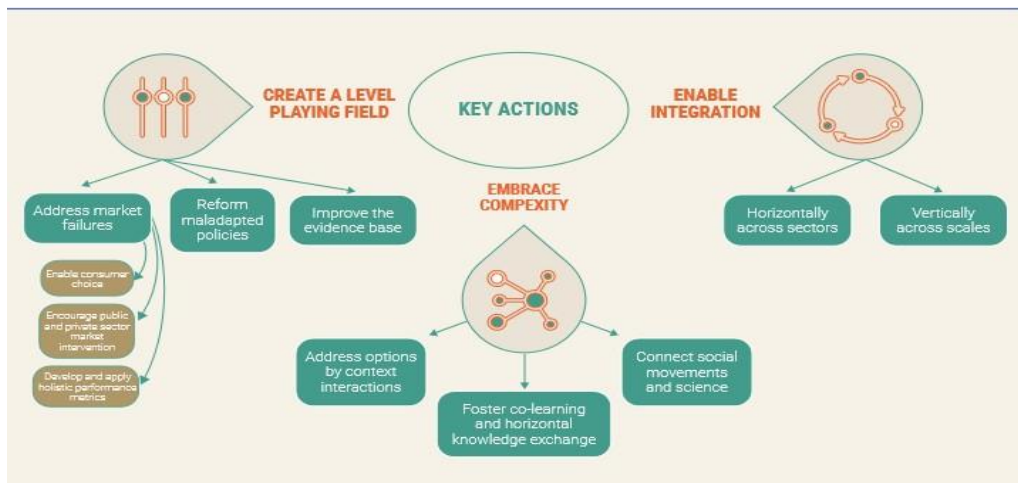 CREATE A LEVEL
PLAYING FIELD
KEY ACTIONS
ENABLE
INTEGRATION
Address market
failures
Reform
maladapted
policies
Improve the
evidence base
Enable consumer
choice
Encourage public
and private sector
market
intervention
Develop and apply
holistic performance
metrics
EMBRACE
COMPEXITY
Address options
by context
interactions
Foster co-learning
and horizontal
knowledge exchange
Connect social
movements
and science
Horizontally
across sectors
Vertically
across scales